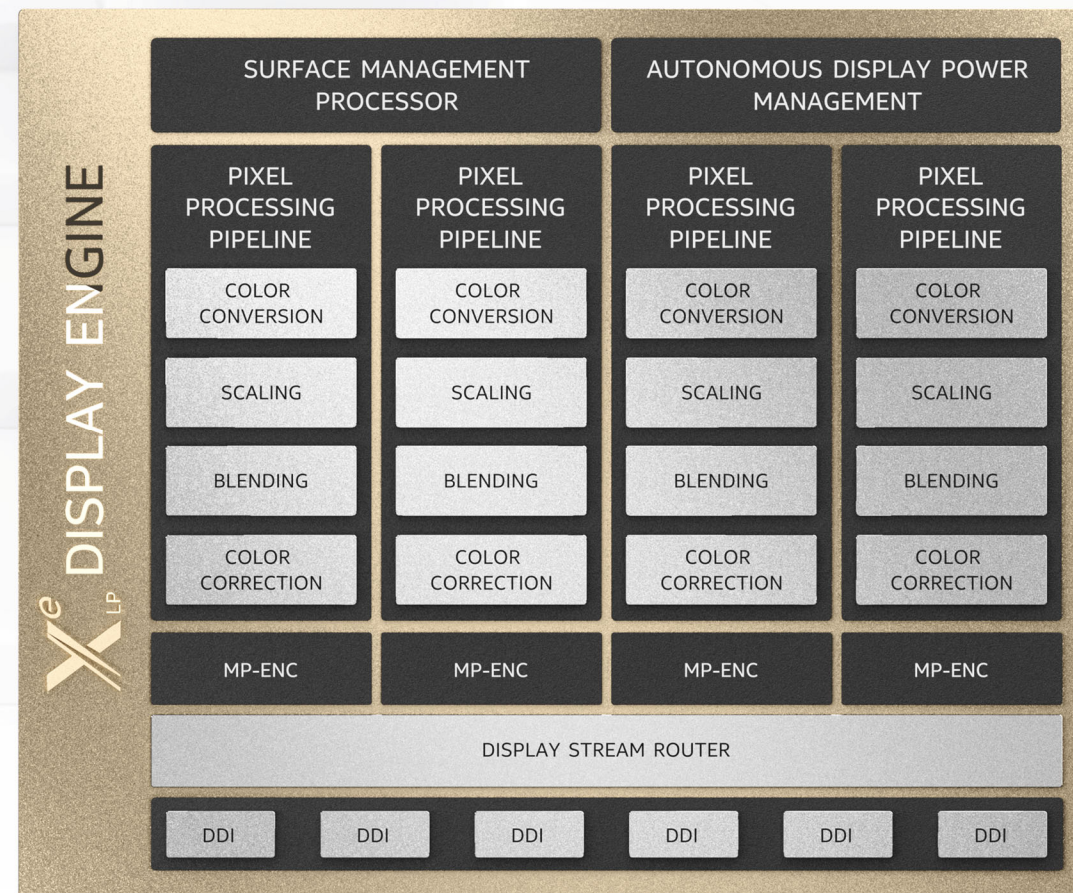 Xe LP DISPLAY ENGINE
SURFACE MANAGEMENT
PROCESSOR
AUTONOMOUS DISPLAY POWER
MANAGEMENT
PIXEL
PROCESSING
PIPELINE
COLOR
CONVERSION
SCALING
BLENDING
COLOR
CORRECTION
PIXEL
PROCESSING
PIPELINE
COLOR
CONVERSION
SCALING
BLENDING
COLOR
CORRECTION
PIXEL
PROCESSING
PIPELINE
COLOR
CONVERSION
SCALING
BLENDING
COLOR
CORRECTION
PIXEL
PROCESSING
PIPELINE
COLOR
CONVERSION
SCALING
BLENDING
COLOR
CORRECTION
MP-ENC
MP-ENC
MP-ENC
MP-ENC
DISPLAY STREAM ROUTER
DDI
DDI
DDI
DDI
DDI
DDI